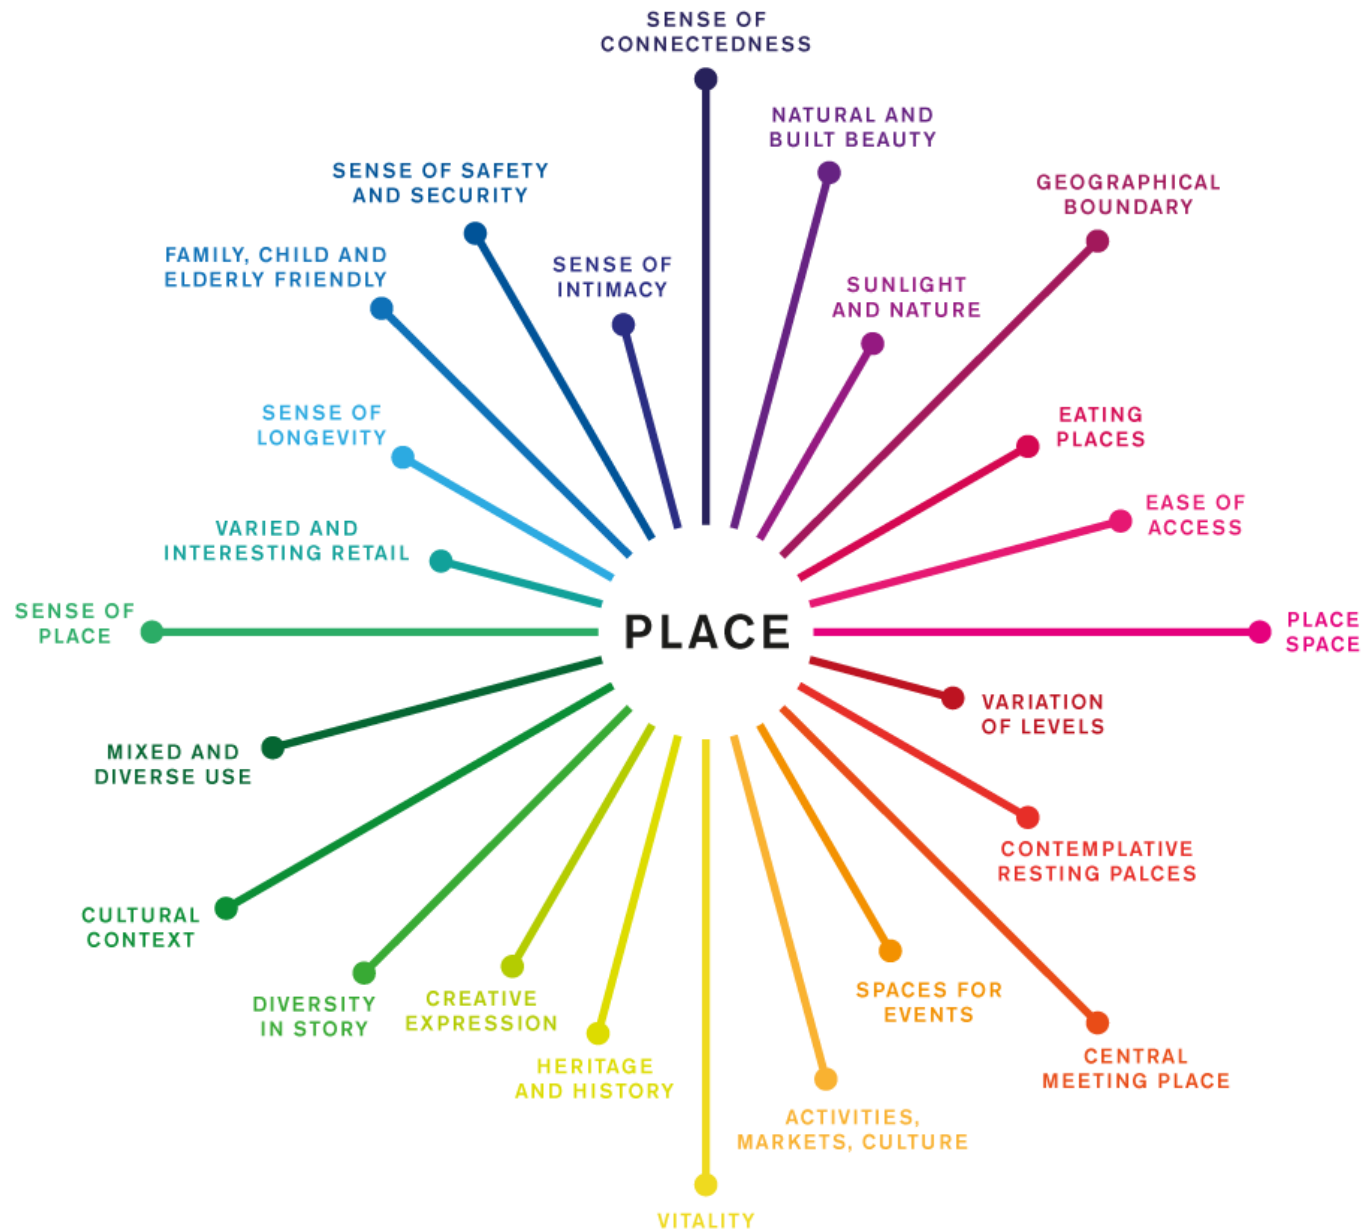 SENSE OF
CONNECTEDNESS
NATURAL AND
BUILT BEAUTY
GEOGRAPHICAL
BOUNDARY
SUNLIGHT
AND NATURE
EATING
PLACES
EASE OF
ACCESS
PLACE
SPACE
VARIATION
OF LEVELS
CONTEMPLATIVE
RESTING PALCES
CENTRAL
MEETING PLACE
SPACES FOR
EVENTS
ACTIVITIES,
MARKETS, CULTURE
VITALITY
HERITAGE
AND HISTORY
CREATIVE
EXPRESSION
DIVERSITY
IN STORY
CULTURAL
CONTEXT
MIXED AND
DIVERSE USE
SENSE OF
PLACE
VARIED AND
INTERESTING RETAIL
SENSE OF
LONGEVITY
FAMILY, CHILD AND
ELDERLY FRIENDLY
SENSE OF SAFETY
AND SECURITY
SENSE OF
INTIMACY
PLACE